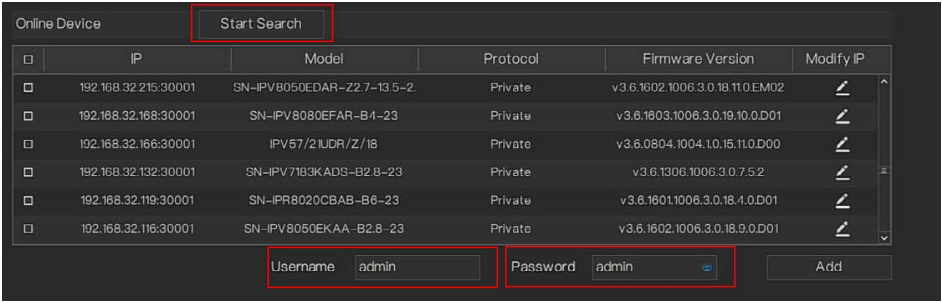 Online Device Start Search
IP Model Protocol Firmware Version Modify IP
192.168.32.215:30001 SN-IPV8050EDAR-Z2.7-13.5-2. Private v3.6.1602.1006.3.0.18.11.0.EM02
192.168.32.168:30001 SN-IPV8080EFAR-B4-23 Private v3.6.1603.1006.3.0.19.10.0.D01
192.168.32.166:30001 IPV57/21UDR/Z/18 Private v3.6.0804.1004.1.0.15.11.0.D00
192.168.32.132:30001 SN-IPV7183KADS-B2.8-23 Private v3.6.1306.1006.3.0.7.5.2
192.168.32.119:30001 SN-IPR8020CBAB-B6-23 Private v3.6.1601.1006.3.0.18.4.0.D01
192.168.32.116:30001 SN-IPV8050EKAA-B2.8-23 Private v3.6.1602.1006.3.0.18.9.0.D01
Username admin Password admin Add